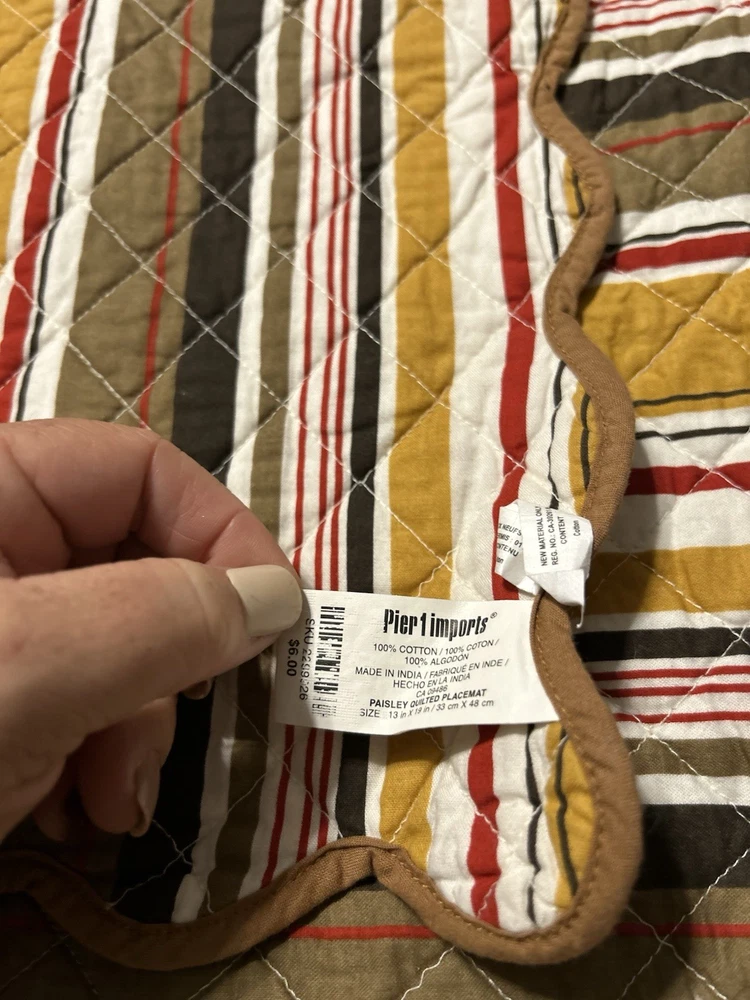 Pier 1 imports®
100% COTTON / 100% COTON /
100% ALGODON
MADE IN INDIA / FABRIQUÉ EN INDE /
HECHO EN LA INDIA
CA 09486
PAISLEY QUILTED PLACEMAT
SIZE : 13 in X 19 in / 33 cm X 48 cm
SKU
$6.00
NEW MATERIAL ONLY
REG. NO.
CONTENT
Cotton